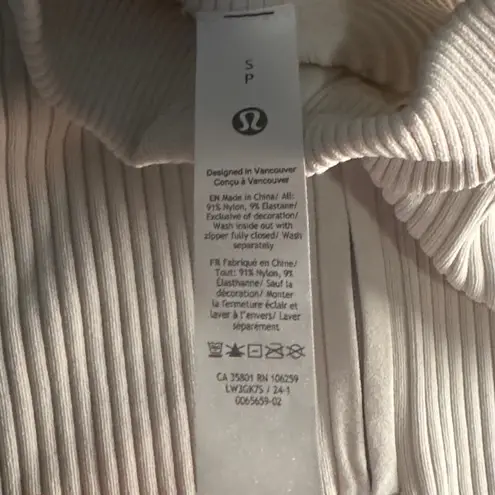 S
P
Designed in Vancouver
Conçu à Vancouver
EN Made in China/ All:
91% Nylon, 9% Elastane/
Exclusive of decoration/
Wash inside out with
zipper fully closed/ Wash
separately
FR Fabriqué en Chine/
Tout: 91% Nylon, 9%
Élasthanne/ Sauf la
décoration/ Monter
la fermeture éclair et
laver à l'envers/ Laver
séparément
CA 35801 RN 106259
LW3GK7S / 24-1
0065659-02